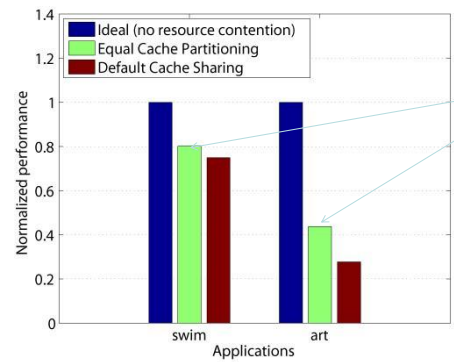 1.4
Ideal (no resource contention)
Equal Cache Partitioning
Default Cache Sharing
1.2
1
0.8
0.6
0.4
0.2
0
Normalized performance
swim
art
Applications